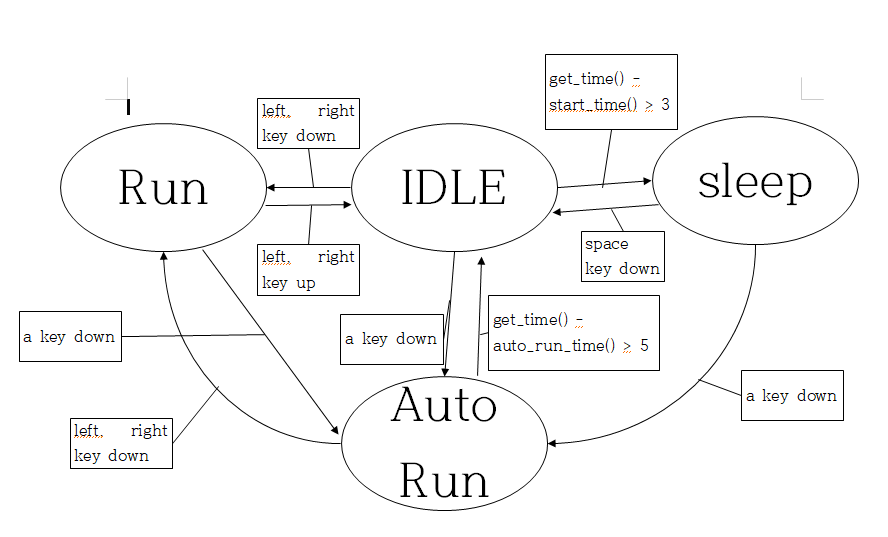 get_time() -
start_time() > 3
left, right
key down
Run
IDLE
sleep
left, right
key up
space
key down
a key down
a key down
get_time() -
auto_run_time() > 5
a key down
left, right
key down
Auto
Run